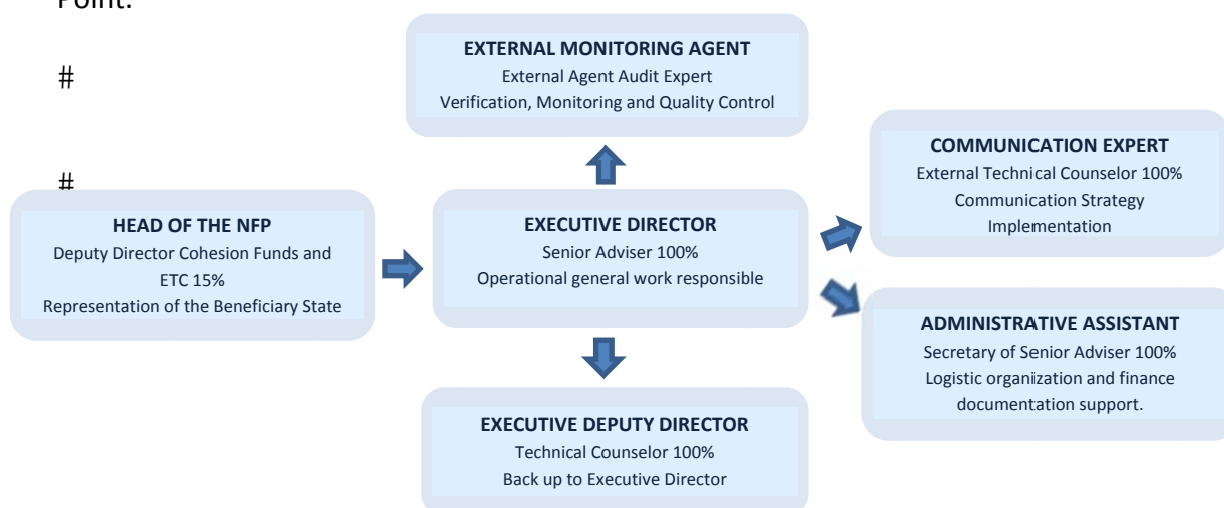 Point:
#
#
EXTERNAL MONITORING AGENT
External Agent Audit Expert
Verification, Monitoring and Quality Control
COMMUNICATION EXPERT
External Technical Counselor 100%
Communication Strategy
Implementation
HEAD OF THE NFP
Deputy Director Cohesion Funds and
ETC 15%
Representation of the Beneficiary State
EXECUTIVE DIRECTOR
Senior Adviser 100%
Operational general work responsible
ADMINISTRATIVE ASSISTANT
Secretary of Senior Adviser 100%
Logistic organization and finance
documentation support.
EXECUTIVE DEPUTY DIRECTOR
Technical Counselor 100%
Back up to Executive Director